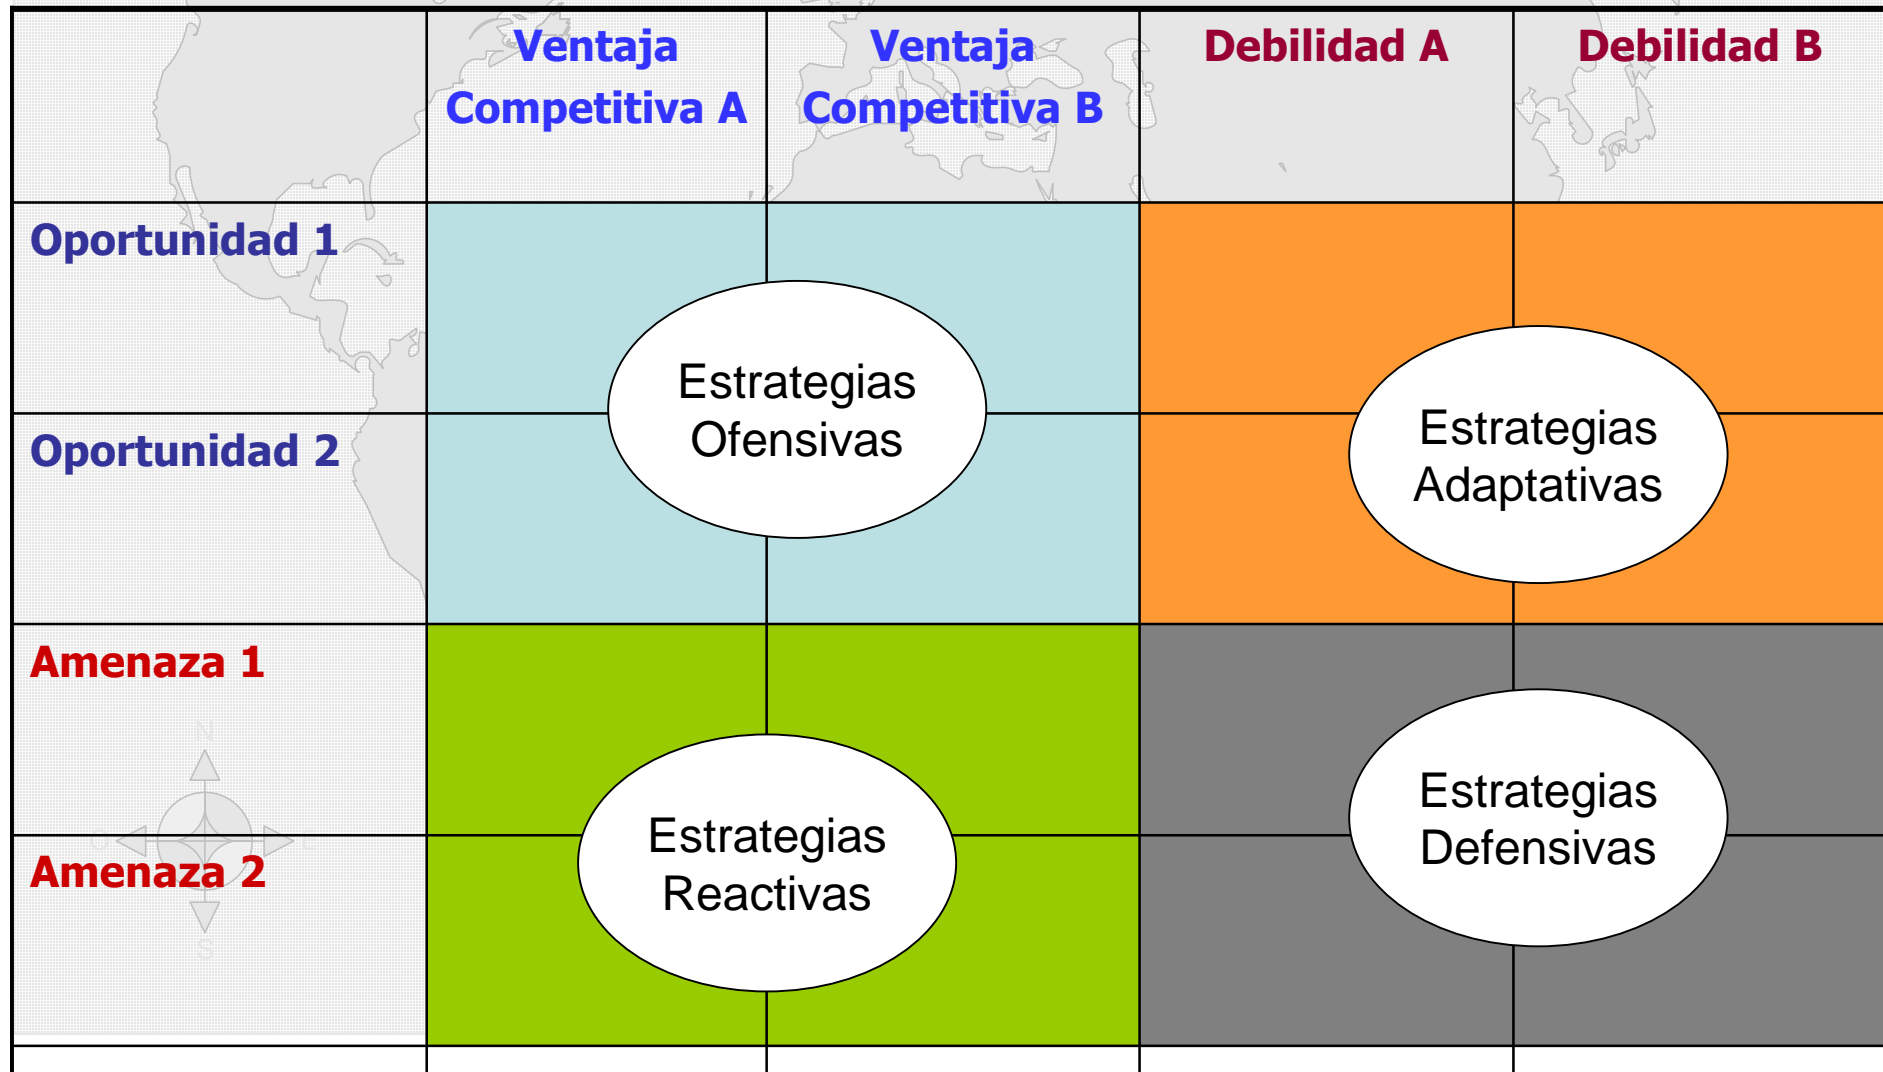 Ventaja
Competitiva A
Ventaja
Competitiva B
Debilidad A
Debilidad B
Oportunidad 1
Estrategias
Ofensivas
Estrategias
Adaptativas
Oportunidad 2
Amenaza 1
N
Estrategias
Defensivas
Estrategias
Reactivas
O
E
Amenaza 2
S